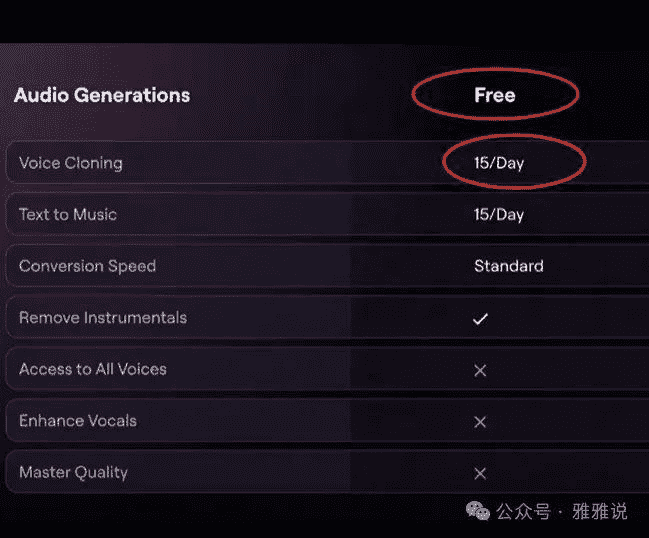 Audio Generations Free
Voice Cloning 15/Day
Text to Music 15/Day
Conversion Speed Standard
Remove Instrumentals ✓
Access to All Voices ✕
Enhance Vocals ✕
Master Quality ✕
公众号 · 雅雅说